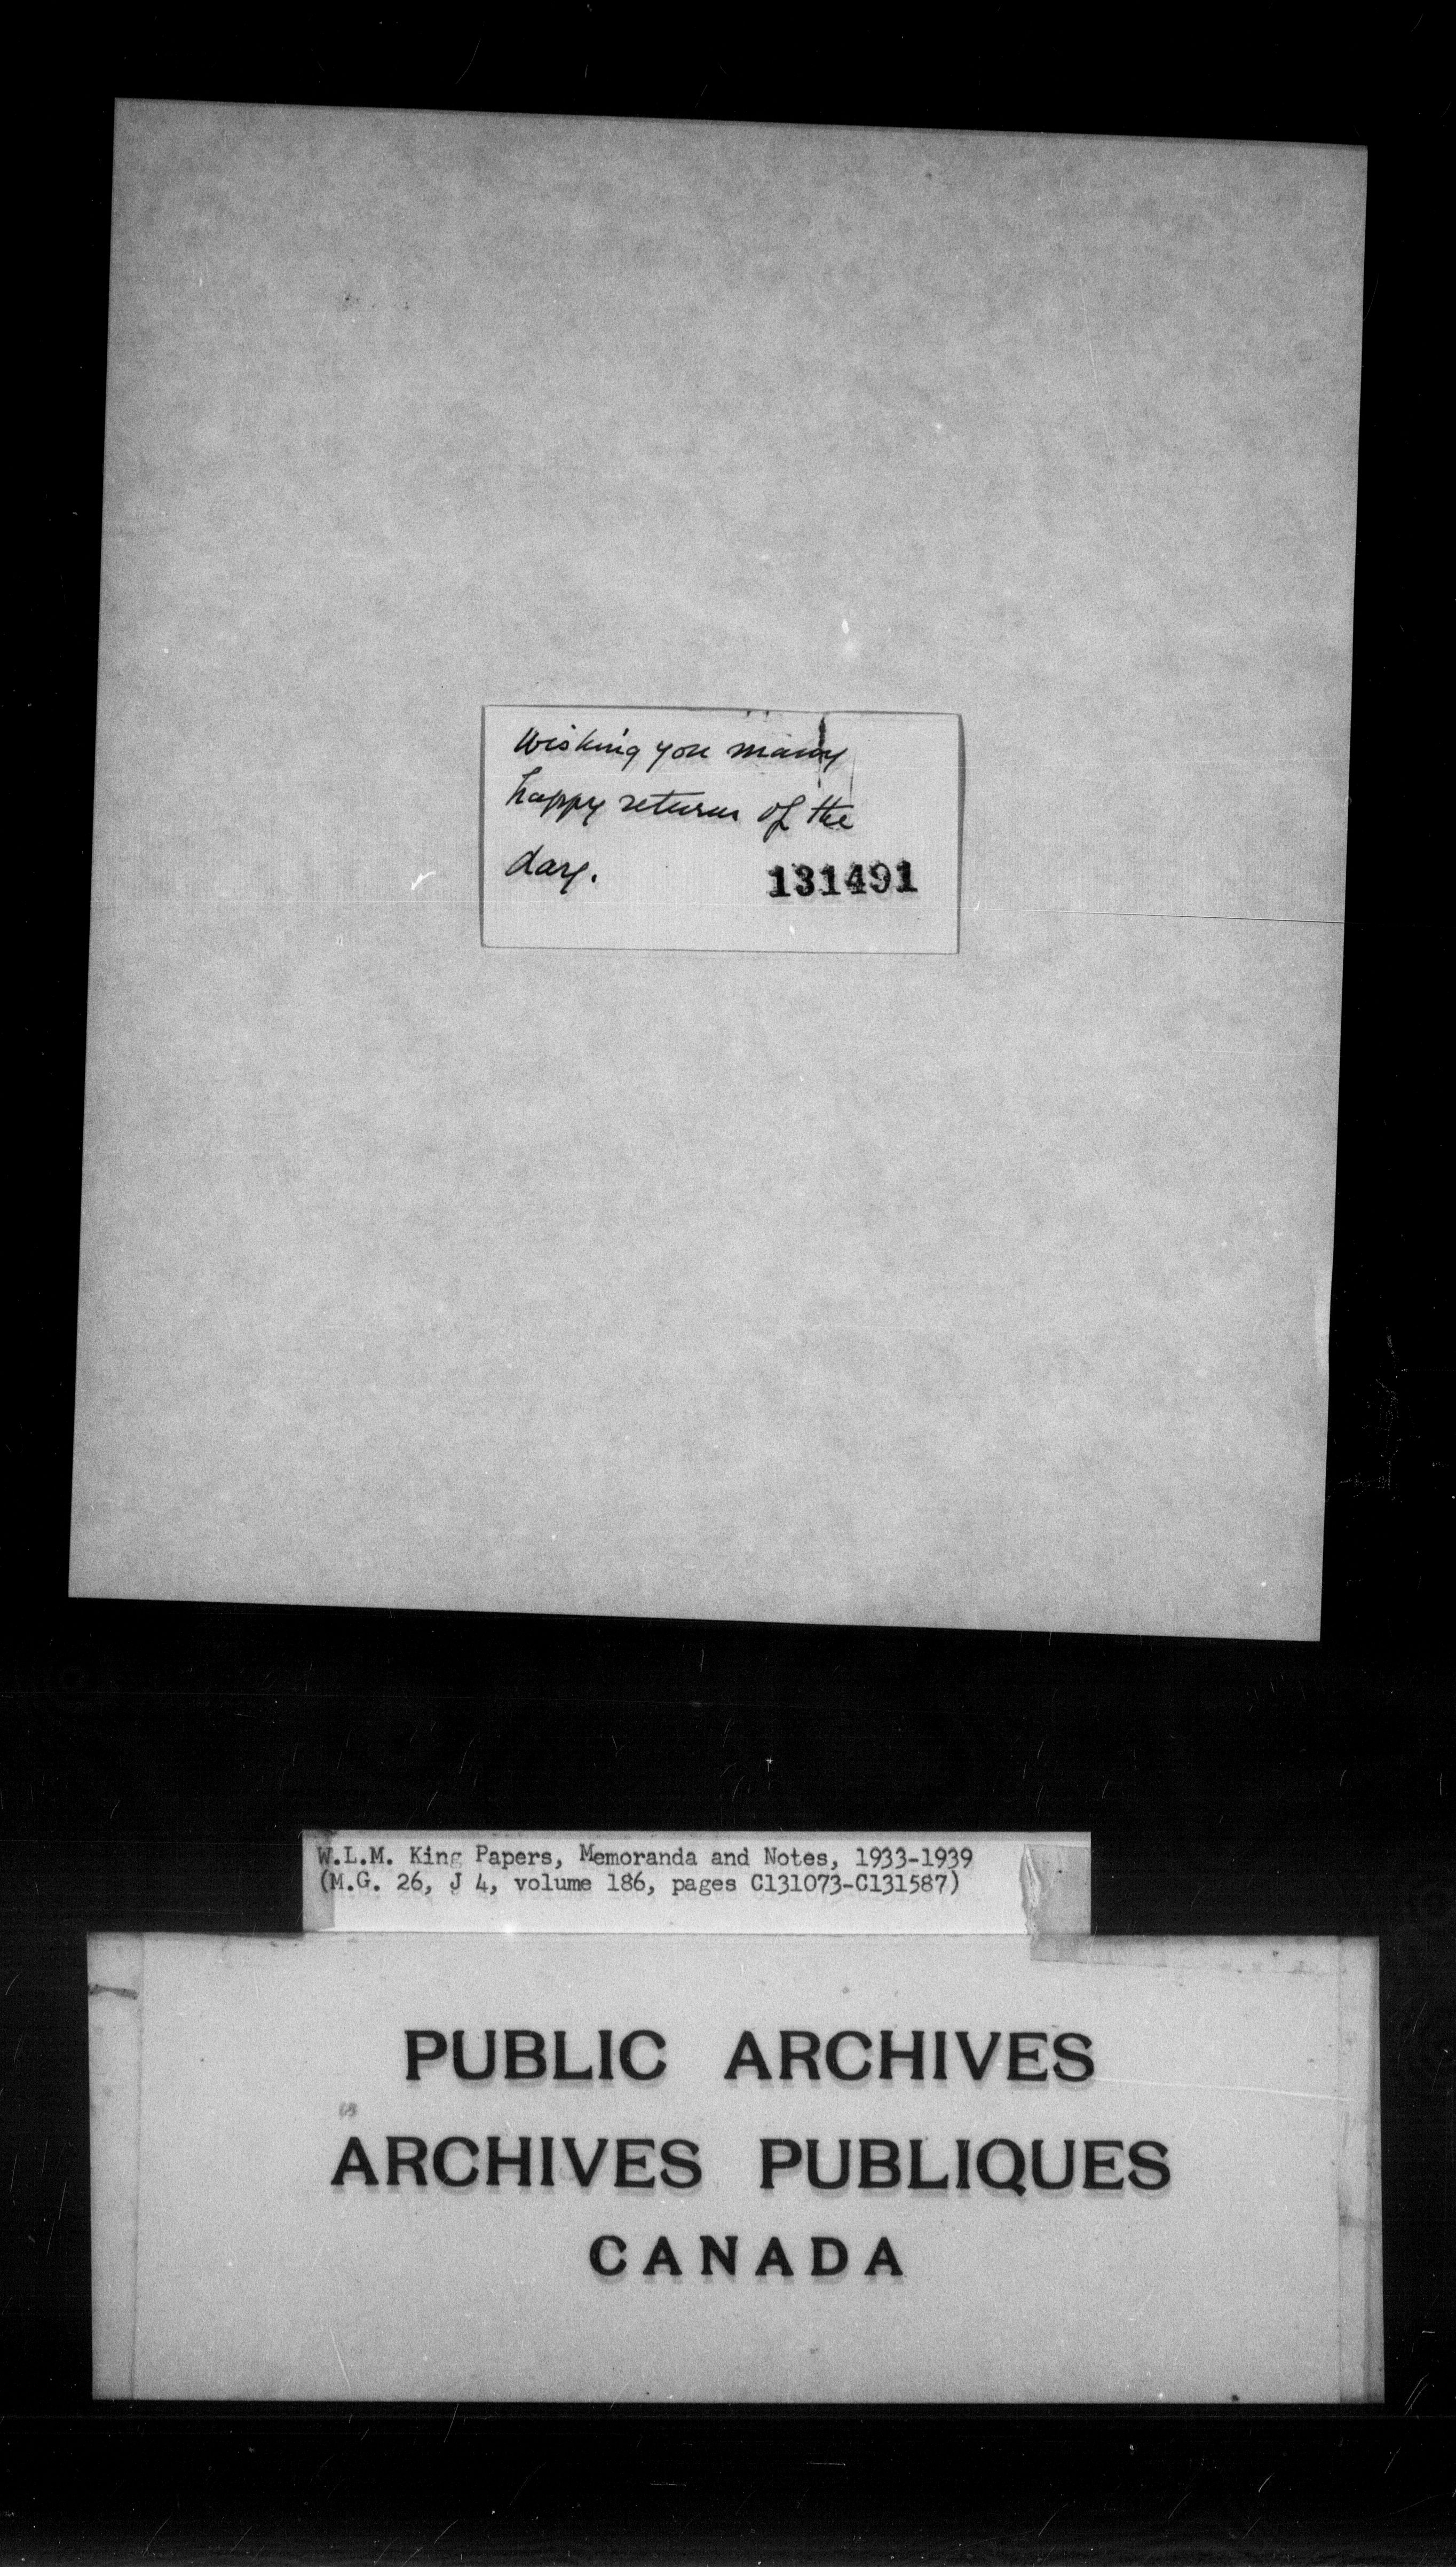 Wishing you many
happy returns of the
day.
131491
W.L.M. King Papers, Memoranda and Notes, 1933-1939
(M.G. 26, J 4, volume 186, pages C131073-C131587)
PUBLIC ARCHIVES
ARCHIVES PUBLIQUES
CANADA